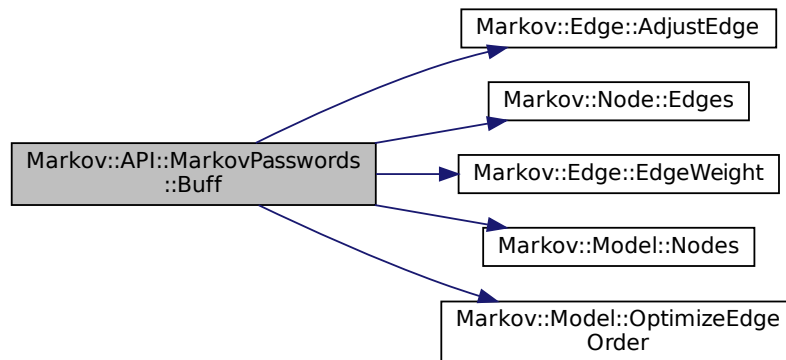 Markov::Edge::AdjustEdge
Markov::Node::Edges
Markov::API::MarkovPasswords
::Buff
Markov::Edge::EdgeWeight
Markov::Model::Nodes
Markov::Model::OptimizeEdge
Order